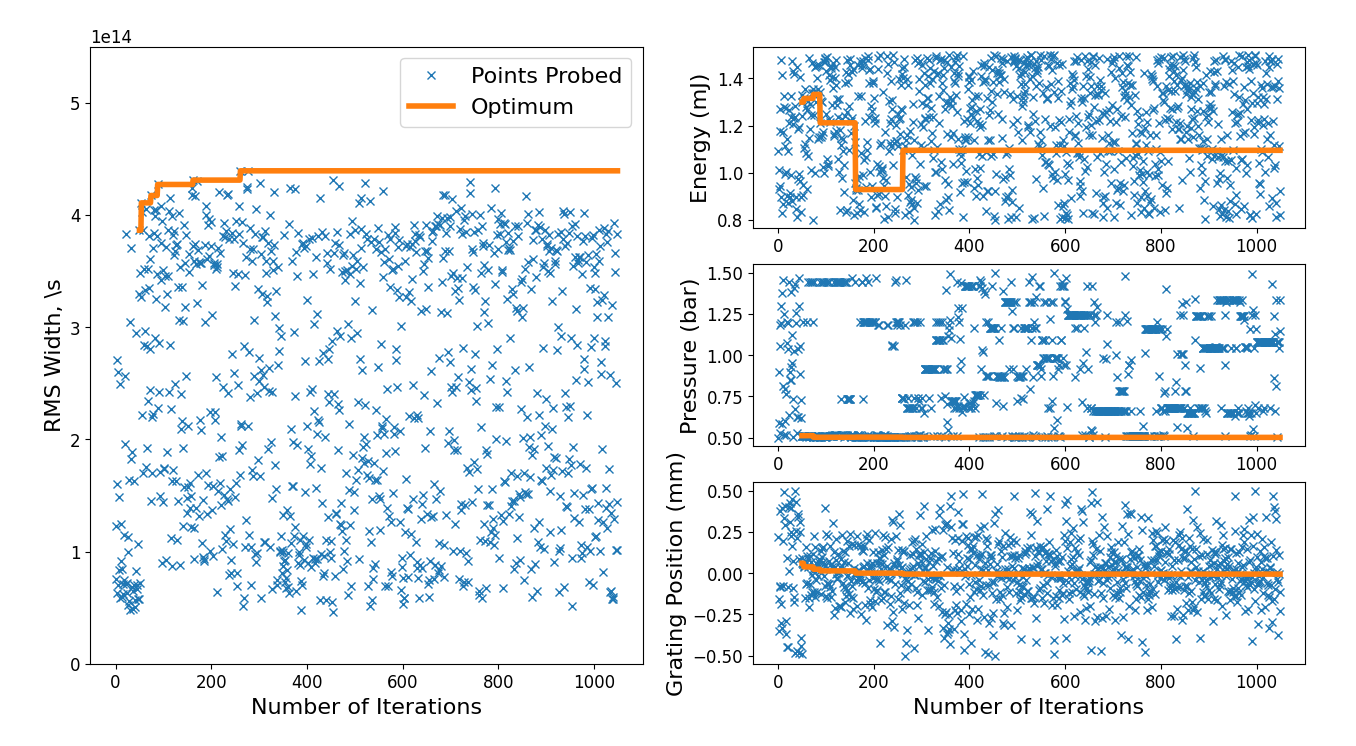 1e14
RMS Width, \s
5
4
3
2
1
0
Points Probed
Optimum
0 200 400 600 800 1000
Number of Iterations
Energy (mJ)
1.4
1.2
1.0
0.8
0 200 400 600 800 1000
Pressure (bar)
1.50
1.25
1.00
0.75
0.50
0 200 400 600 800 1000
Grating Position (mm)
0.50
0.25
0.00
−0.25
−0.50
0 200 400 600 800 1000
Number of Iterations